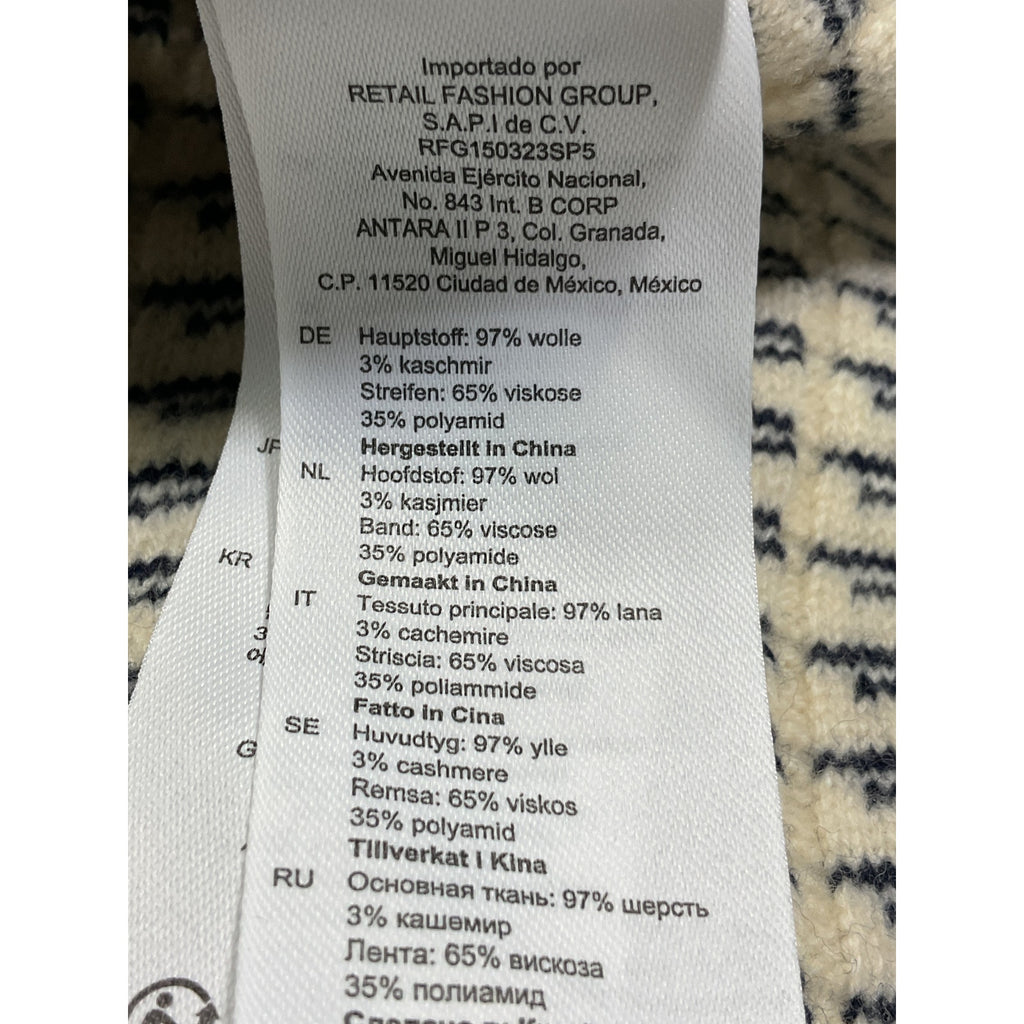 Importado por
RETAIL FASHION GROUP,
S.A.P.I de C.V.
RFG150323SP5
Avenida Ejército Nacional,
No. 843 Int. B CORP
ANTARA II P 3, Col. Granada,
Miguel Hidalgo,
C.P. 11520 Ciudad de México, México
DE Hauptstoff: 97% wolle
3% kaschmir
Streifen: 65% viskose
35% polyamid
Hergestellt in China
NL Hoofdstof: 97% wol
3% kasjmier
Band: 65% viscose
35% polyamide
Gemaakt in China
IT Tessuto principale: 97% lana
3% cachemire
Striscia: 65% viscosa
35% poliammide
Fatto in Cina
SE Huvudtyg: 97% ylle
3% cashmere
Remsa: 65% viskos
35% polyamid
Tillverkat i Kina
RU Основная ткань: 97% шерсть
3% кашемир
Лента: 65% вискоза
35% полиамид
JP
KR
3
G